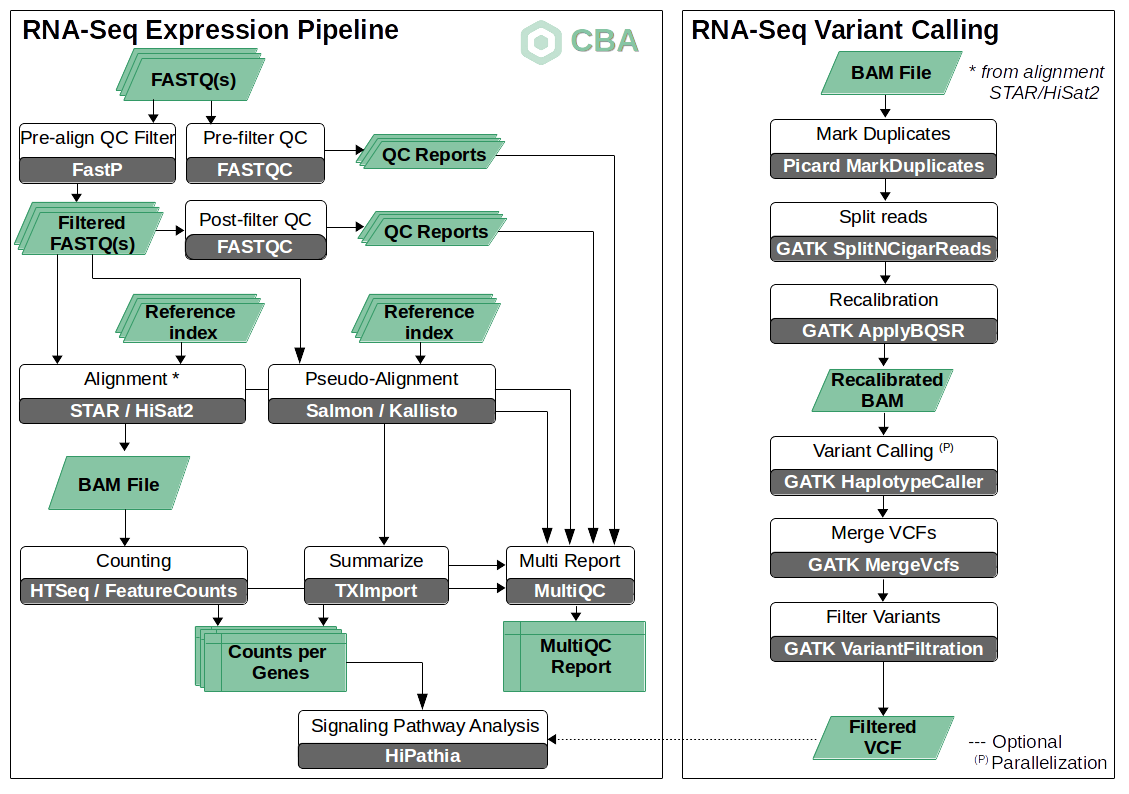 RNA-Seq Expression Pipeline
CBA
FASTQ(s)
Pre-align QC Filter
FastP
Pre-filter QC
FASTQC
QC Reports
Filtered
FASTQ(s)
Post-filter QC
FASTQC
QC Reports
Reference
index
Reference
index
Alignment *
STAR / HiSat2
Pseudo-Alignment
Salmon / Kallisto
BAM File
Counting
HTSeq / FeatureCounts
Summarize
TXImport
Multi Report
MultiQC
Counts per
Genes
MultiQC
Report
Signaling Pathway Analysis
HiPathia
RNA-Seq Variant Calling
BAM File
* from alignment
STAR/HiSat2
Mark Duplicates
Picard MarkDuplicates
Split reads
GATK SplitNCigarReads
Recalibration
GATK ApplyBQSR
Recalibrated
BAM
Variant Calling (P)
GATK HaplotypeCaller
Merge VCFs
GATK MergeVcfs
Filter Variants
GATK VariantFiltration
Filtered
VCF
--- Optional
(P) Parallelization